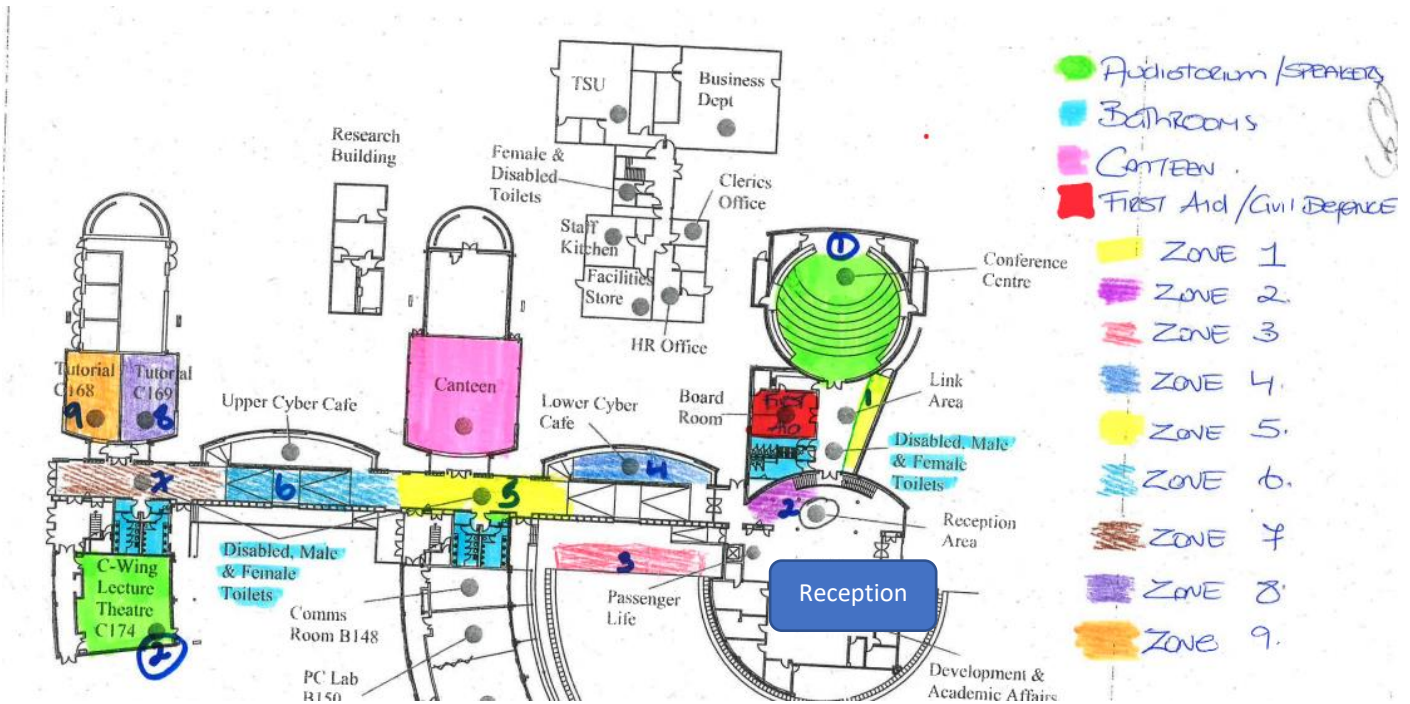 TSU
Business
Dept
Research
Building
Female &
Disabled
Toilets
Clerics
Office
Staff
Kitchen
Facilities
Store
HR Office
1
Conference
Centre
Tutorial
C168
9
Tutorial
C169
8
Upper Cyber Cafe
Canteen
Lower Cyber
Cafe
Board
Room
First
Aid
1
Link
Area
Disabled, Male
& Female
Toilets
7
6
5
4
2
Reception
Area
3
Disabled, Male
& Female
Toilets
C-Wing
Lecture
Theatre
C174
2
Comms
Room B148
PC Lab
B150
Passenger
Life
Reception
Development &
Academic Affairs
Audiotorium / SPEAKERS
BATHROOMS
CANTEEN.
FIRST Aid / Civil Defence
ZONE 1
ZONE 2.
ZONE 3
ZONE 4.
ZONE 5.
ZONE 6.
ZONE 7
ZONE 8.
ZONE 9.